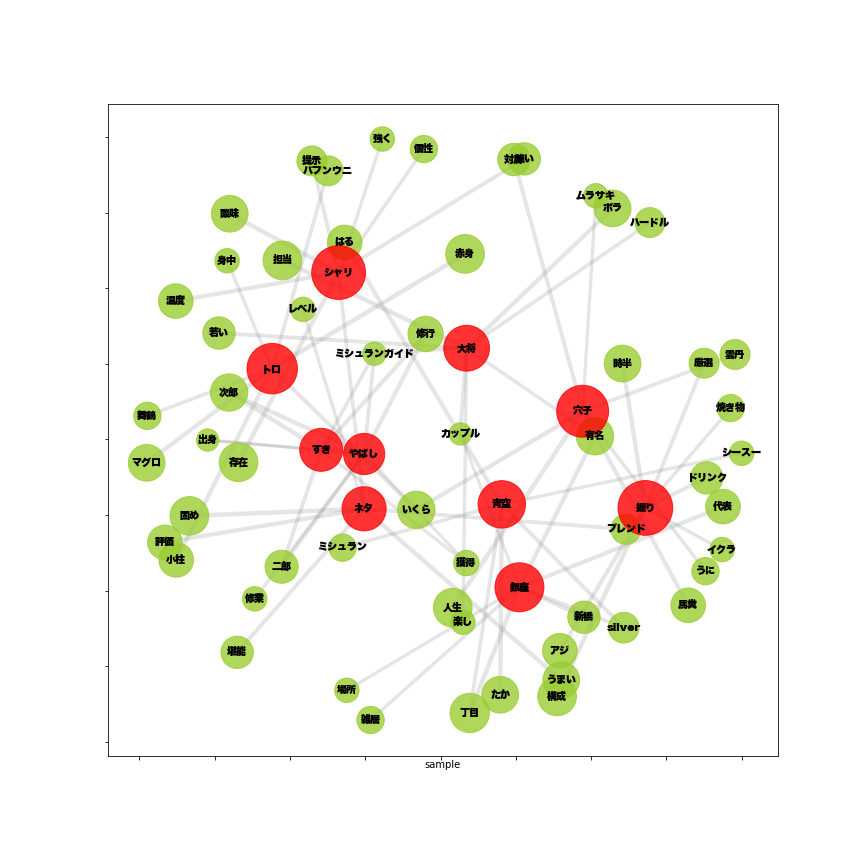 強く
個性
提示
バフンウニ
ムラサキ
ボラ
ハードル
酸味
はる
赤身
担当
身中
シャリ
温度
レベル
若い
修行
大将
ミシュランガイド
時半
雲丹
厳選
トロ
次郎
穴子
焼き物
舞鶴
カップル
有名
出身
すき
やばし
シースー
マグロ
存在
ドリンク
青空
代表
握り
ネタ
いくら
固め
ブレンド
評価
ミシュラン
イクラ
小柱
獲得
二郎
うに
銀座
修業
馬糞
人生
新橋
楽し
silver
堪能
アジ
うまい
場所
たか
構成
丁目
雑居
sample